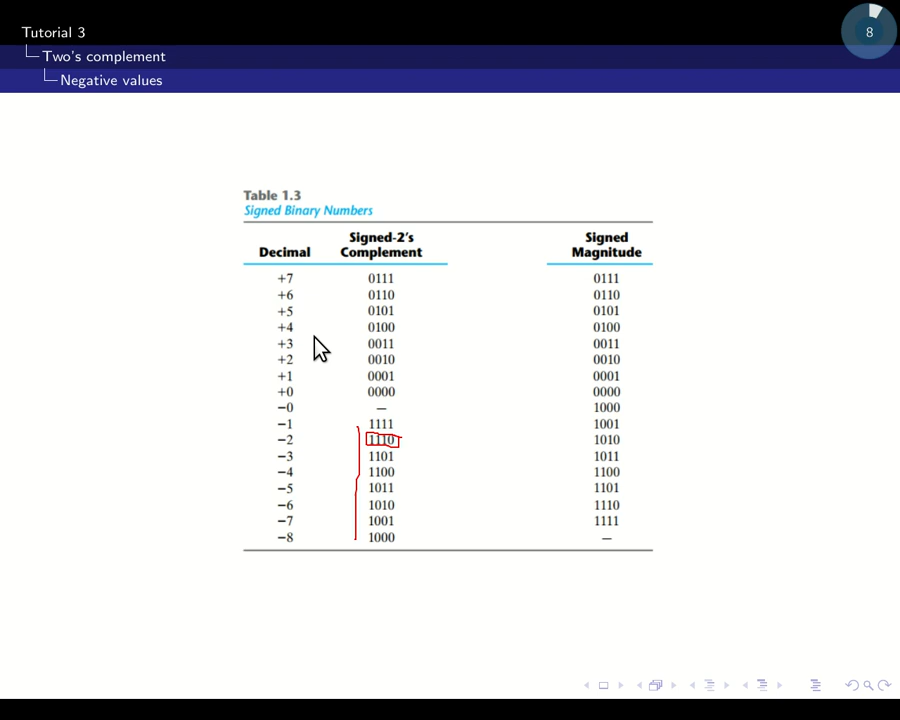 Tutorial 3
8
Two's complement
Negative values
Table 1.3
Signed Binary Numbers
Decimal Signed-2's Complement Signed Magnitude
+7 0111 0111
+6 0110 0110
+5 0101 0101
+4 0100 0100
+3 0011 0011
+2 0010 0010
+1 0001 0001
+0 0000 0000
−0 — 1000
−1 1111 1001
−2 1110 1010
−3 1101 1011
−4 1100 1100
−5 1011 1101
−6 1010 1110
−7 1001 1111
−8 1000 —